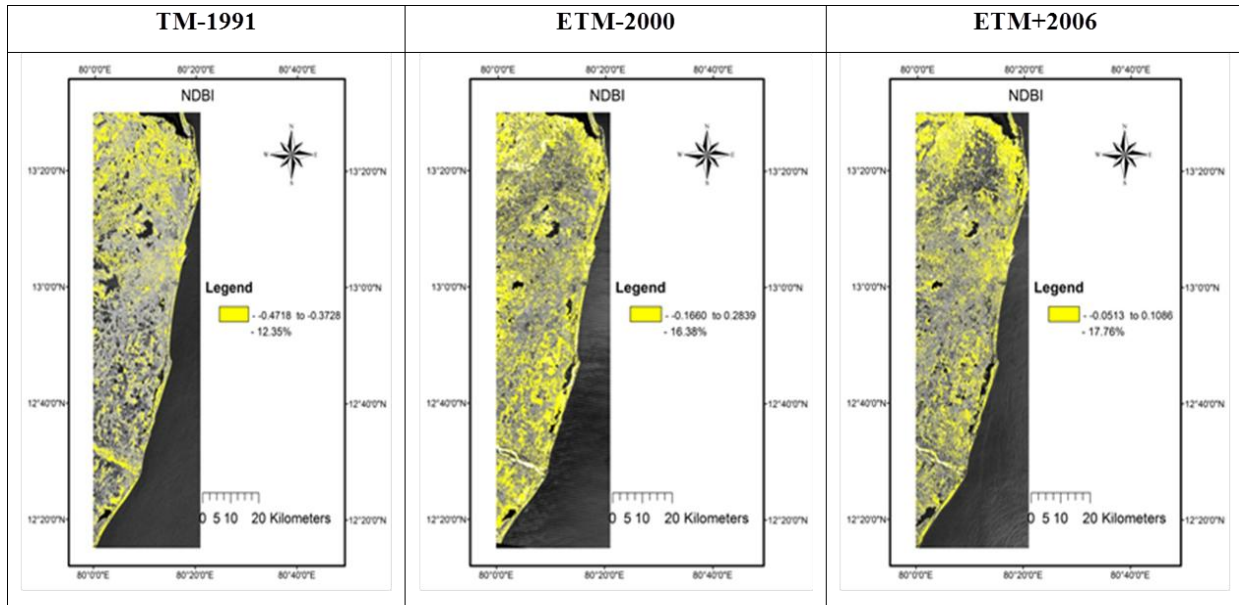 TM-1991
ETM-2000
ETM+2006
80°0'0"E 80°20'0"E 80°40'0"E
NDBI
N
W E
S
13°20'0"N 13°20'0"N
13°0'0"N 13°0'0"N
Legend
- -0.4718 to -0.3728
- 12.35%
12°40'0"N 12°40'0"N
12°20'0"N 12°20'0"N
0 5 10 20 Kilometers
80°0'0"E 80°20'0"E 80°40'0"E
80°0'0"E 80°20'0"E 80°40'0"E
NDBI
N
W E
S
13°20'0"N 13°20'0"N
13°0'0"N 13°0'0"N
Legend
- -0.1660 to 0.2839
- 16.38%
12°40'0"N 12°40'0"N
12°20'0"N 12°20'0"N
0 5 10 20 Kilometers
80°0'0"E 80°20'0"E 80°40'0"E
80°0'0"E 80°20'0"E 80°40'0"E
NDBI
N
W E
S
13°20'0"N 13°20'0"N
13°0'0"N 13°0'0"N
Legend
- -0.0513 to 0.1086
- 17.76%
12°40'0"N 12°40'0"N
12°20'0"N 12°20'0"N
0 5 10 20 Kilometers
80°0'0"E 80°20'0"E 80°40'0"E